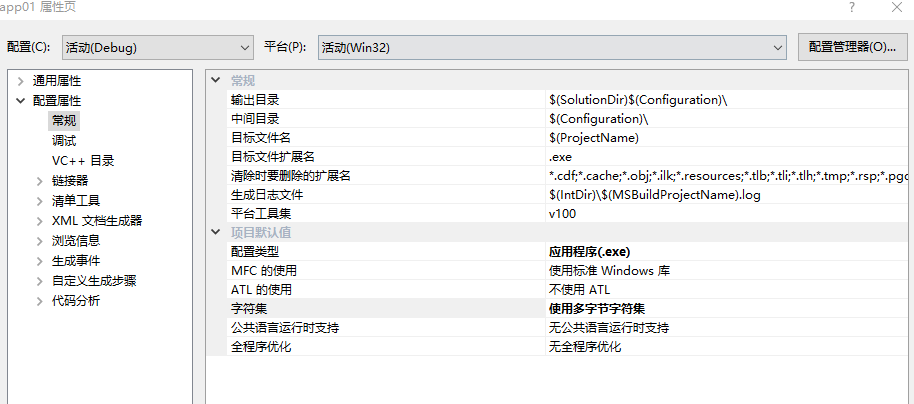 app01 属性页
配置(C): 活动(Debug) 平台(P): 活动(Win32) 配置管理器(O)...
通用属性
配置属性
常规
调试
VC++ 目录
链接器
清单工具
XML 文档生成器
浏览信息
生成事件
自定义生成步骤
代码分析
常规
输出目录 $(SolutionDir)$(Configuration)\
中间目录 $(Configuration)\
目标文件名 $(ProjectName)
目标文件扩展名 .exe
清除时要删除的扩展名 *.cdf;*.cache;*.obj;*.ilk;*.resources;*.tlb;*.tli;*.tlh;*.tmp;*.rsp;*.pgc
生成日志文件 $(IntDir)\$(MSBuildProjectName).log
平台工具集 v100
项目默认值
配置类型 应用程序(.exe)
MFC 的使用 使用标准 Windows 库
ATL 的使用 不使用 ATL
字符集 使用多字节字符集
公共语言运行时支持 无公共语言运行时支持
全程序优化 无全程序优化